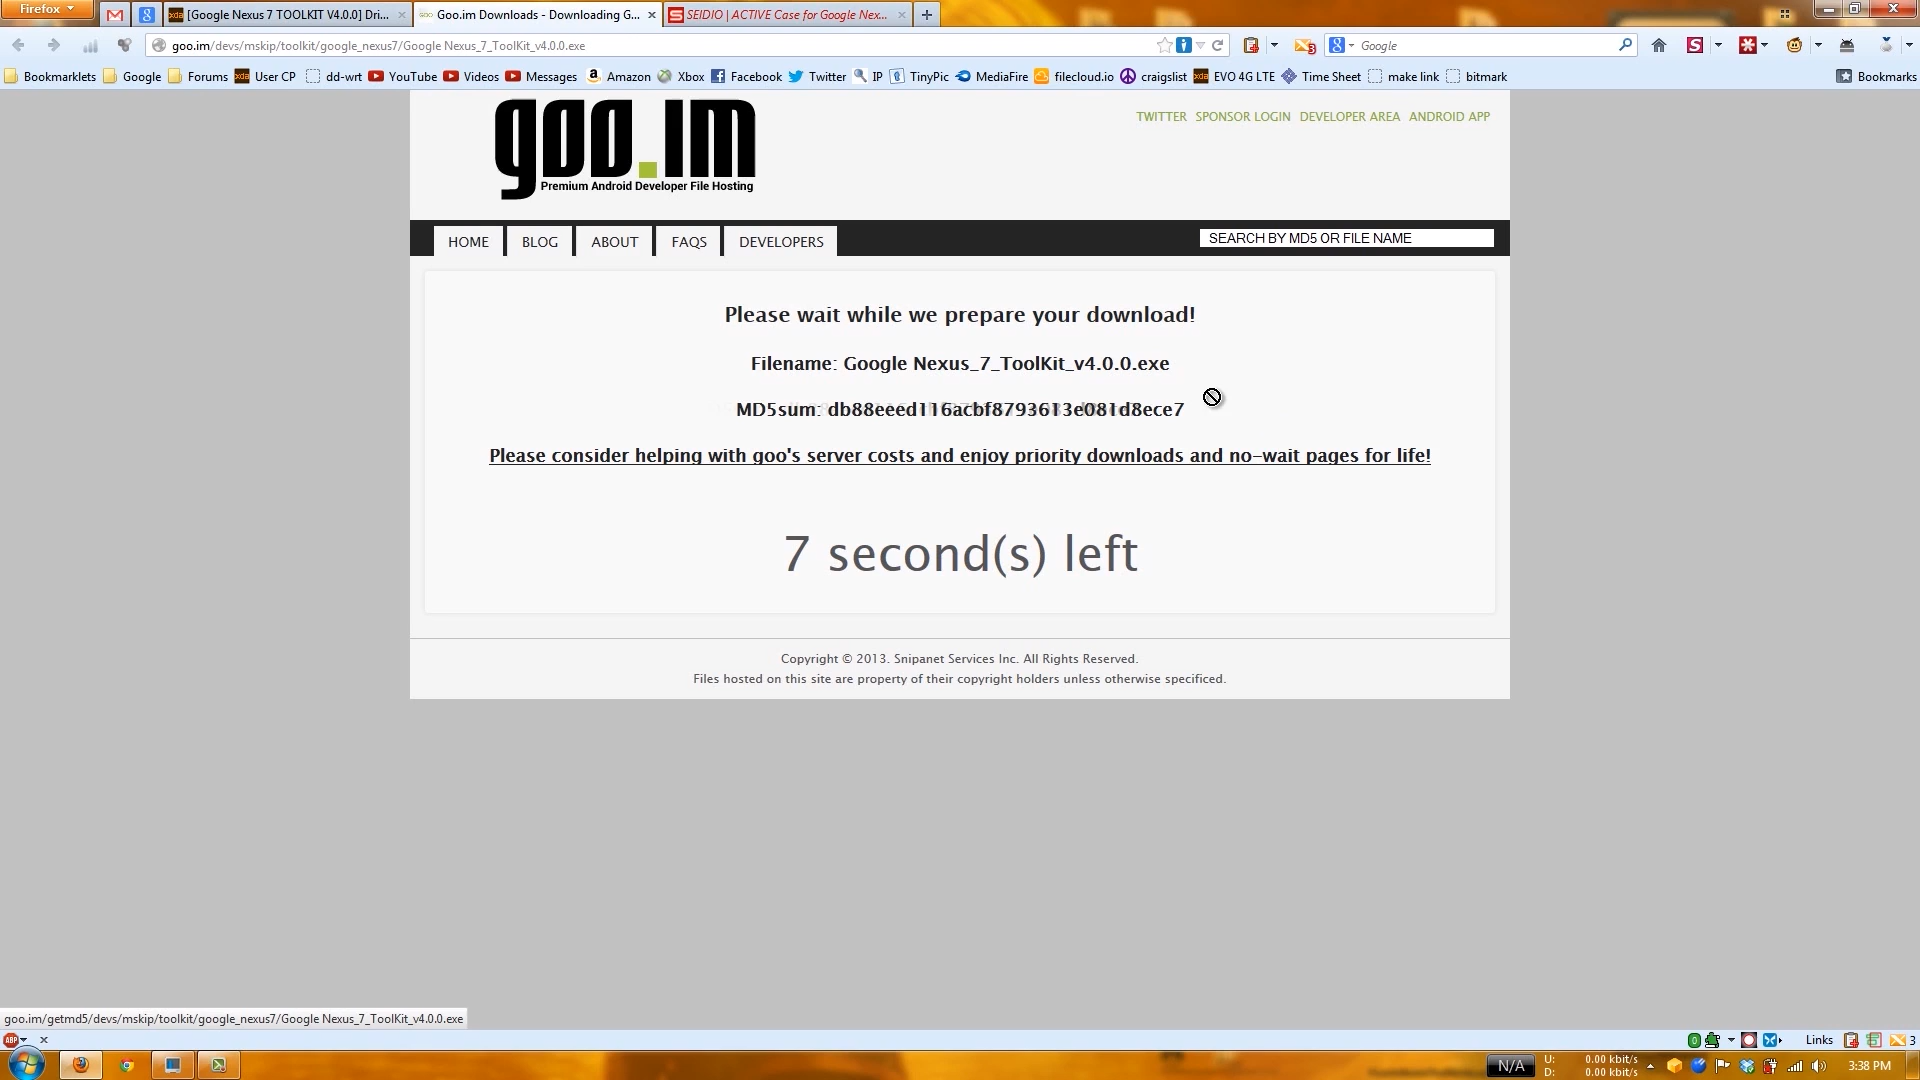 Firefox
[Google Nexus 7 TOOLKIT V4.0.0] Dri...
Goo.im Downloads - Downloading G...
SEIDIO | ACTIVE Case for Google Nex...
goo.im/devs/mskip/toolkit/google_nexus7/Google Nexus_7_ToolKit_v4.0.0.exe
Google
Bookmarklets Google Forums User CP dd-wrt YouTube Videos Messages Amazon Xbox Facebook Twitter IP TinyPic MediaFire filecloud.io craigslist EVO 4G LTE Time Sheet make link bitmark Bookmarks
goo.im
Premium Android Developer File Hosting
TWITTER SPONSOR LOGIN DEVELOPER AREA ANDROID APP
HOME BLOG ABOUT FAQS DEVELOPERS
SEARCH BY MD5 OR FILE NAME
Please wait while we prepare your download!
Filename: Google Nexus_7_ToolKit_v4.0.0.exe
MD5sum: db88eeed116acbf8793613e081d8ece7
Please consider helping with goo's server costs and enjoy priority downloads and no-wait pages for life!
7 second(s) left
Copyright © 2013. Snipanet Services Inc. All Rights Reserved.
Files hosted on this site are property of their copyright holders unless otherwise specificed.
goo.im/getmd5/devs/mskip/toolkit/google_nexus7/Google Nexus_7_ToolKit_v4.0.0.exe
ABP
0 Links 3
N/A
U: 0.00 kbit/s
D: 0.00 kbit/s
3:38 PM